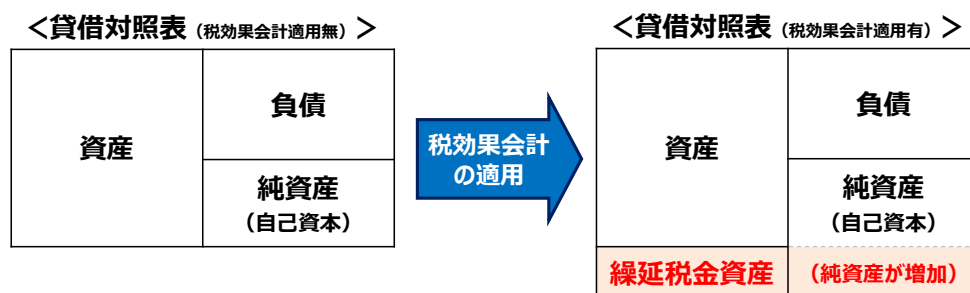 ＜貸借対照表（税効果会計適用無）＞
資産
負債
純資産
（自己資本）
税効果会計
の適用
＜貸借対照表（税効果会計適用有）＞
資産
負債
純資産
（自己資本）
繰延税金資産
（純資産が増加）